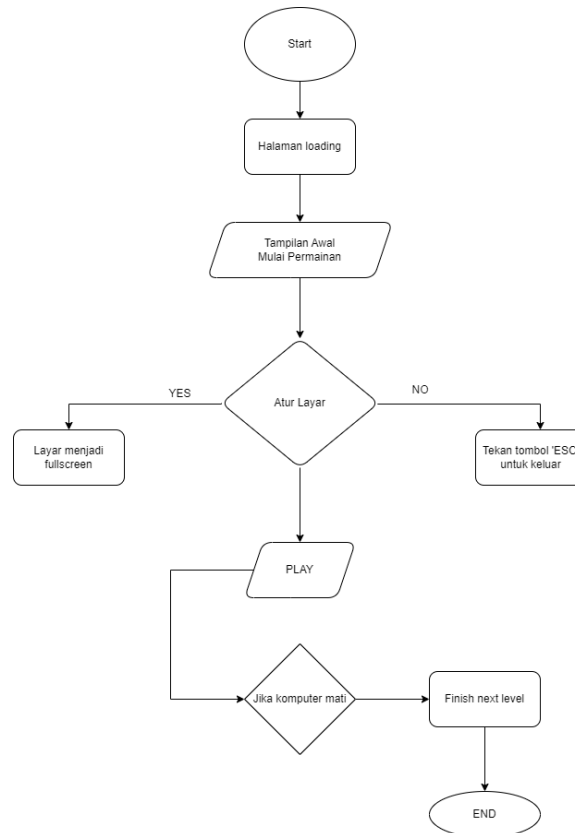 Start
Halaman loading
Tampilan Awal
Mulai Permainan
Atur Layar
YES
NO
Layar menjadi
fullscreen
Tekan tombol 'ESC
untuk keluar
PLAY
Jika komputer mati
Finish next level
END